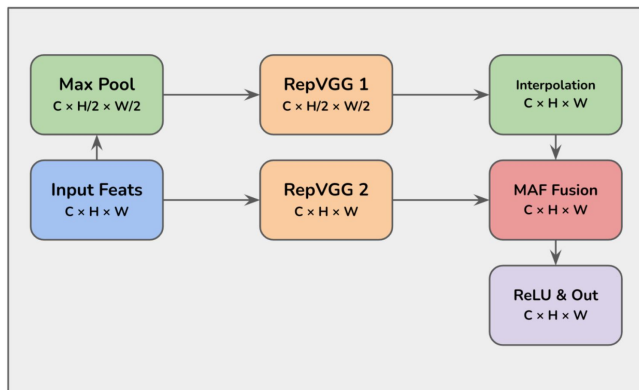 Max Pool
C × H/2 × W/2
RepVGG 1
C × H/2 × W/2
Interpolation
C × H × W
Input Feats
C × H × W
RepVGG 2
C × H × W
MAF Fusion
C × H × W
ReLU & Out
C × H × W